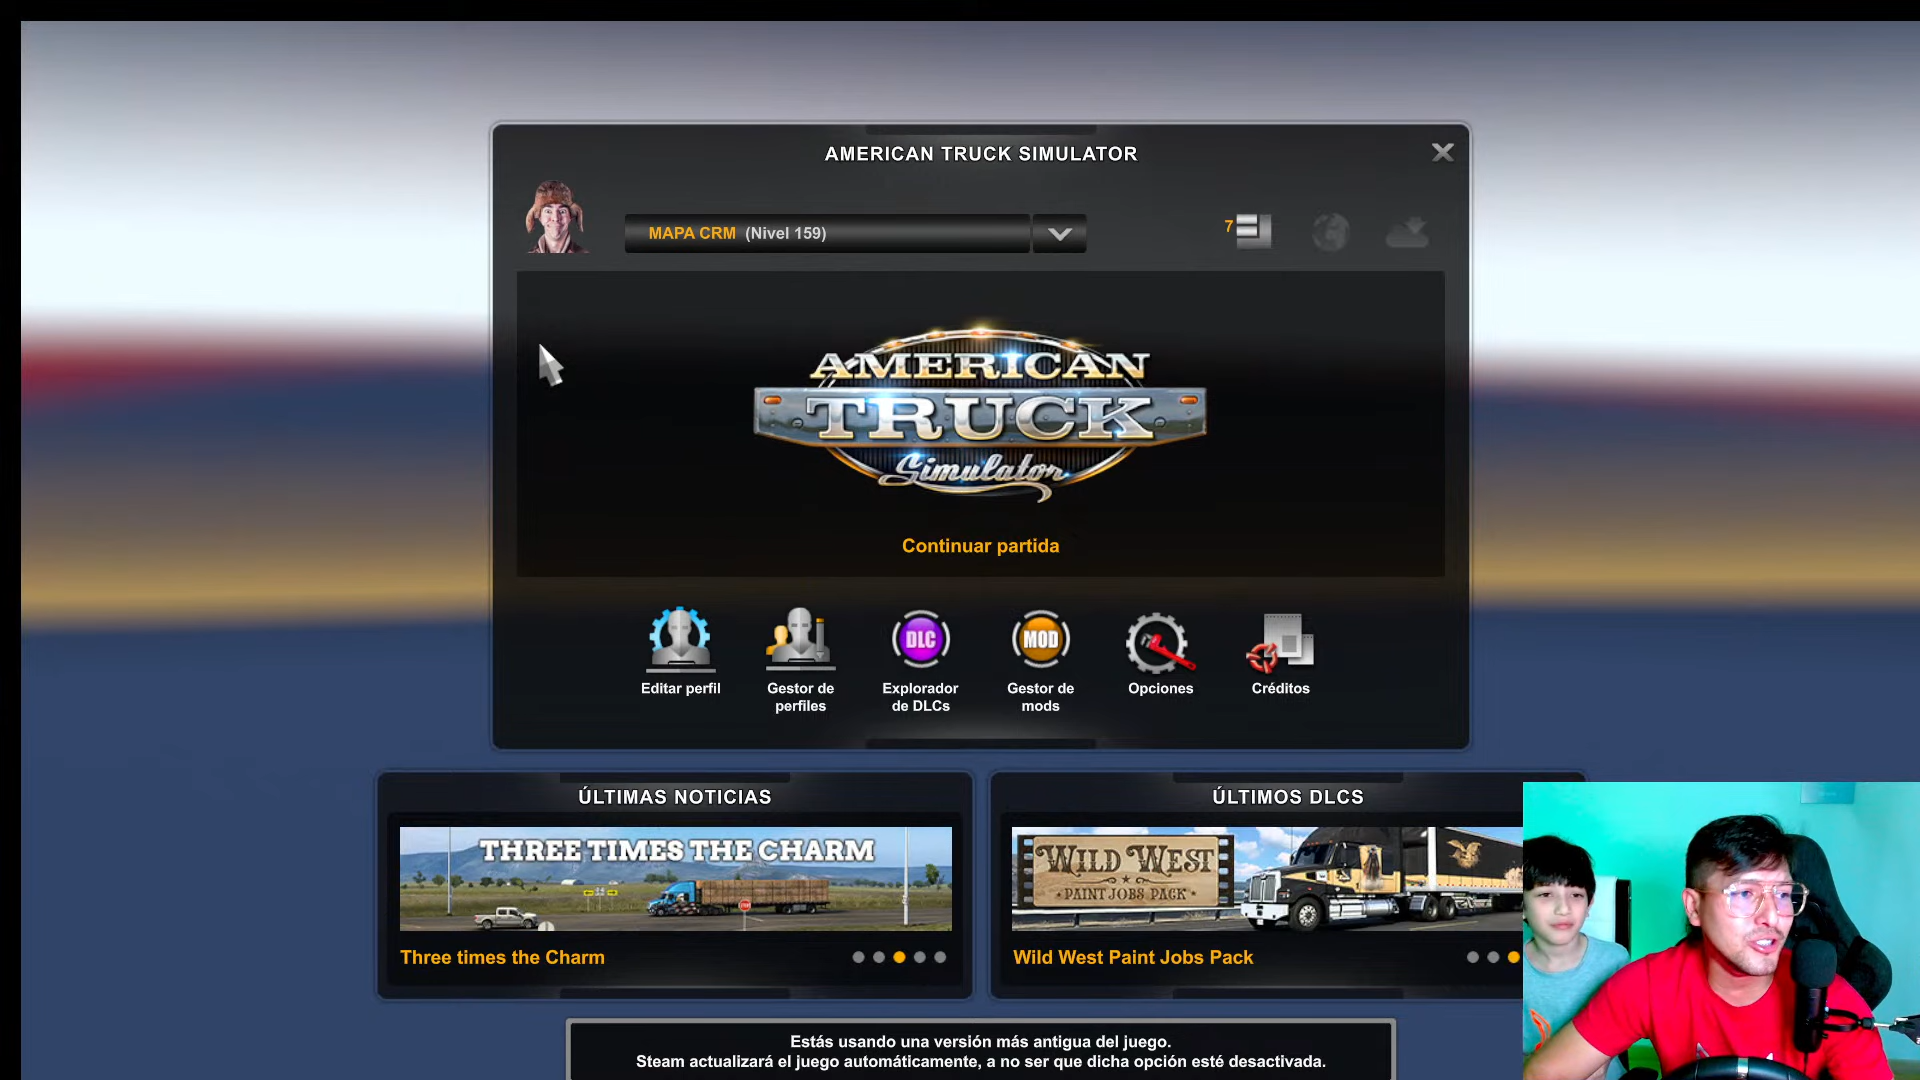 AMERICAN TRUCK SIMULATOR
MAPA CRM (Nivel 159)
7
AMERICAN
TRUCK
Simulator
Continuar partida
Editar perfil
Gestor de
perfiles
DLC
Explorador
de DLCs
MOD
Gestor de
mods
Opciones
Créditos
ÚLTIMAS NOTICIAS
THREE TIMES THE CHARM
Three times the Charm
ÚLTIMOS DLCS
WILD WEST
PAINT JOBS PACK
Wild West Paint Jobs Pack
Estás usando una versión más antigua del juego.
Steam actualizará el juego automáticamente, a no ser que dicha opción esté desactivada.